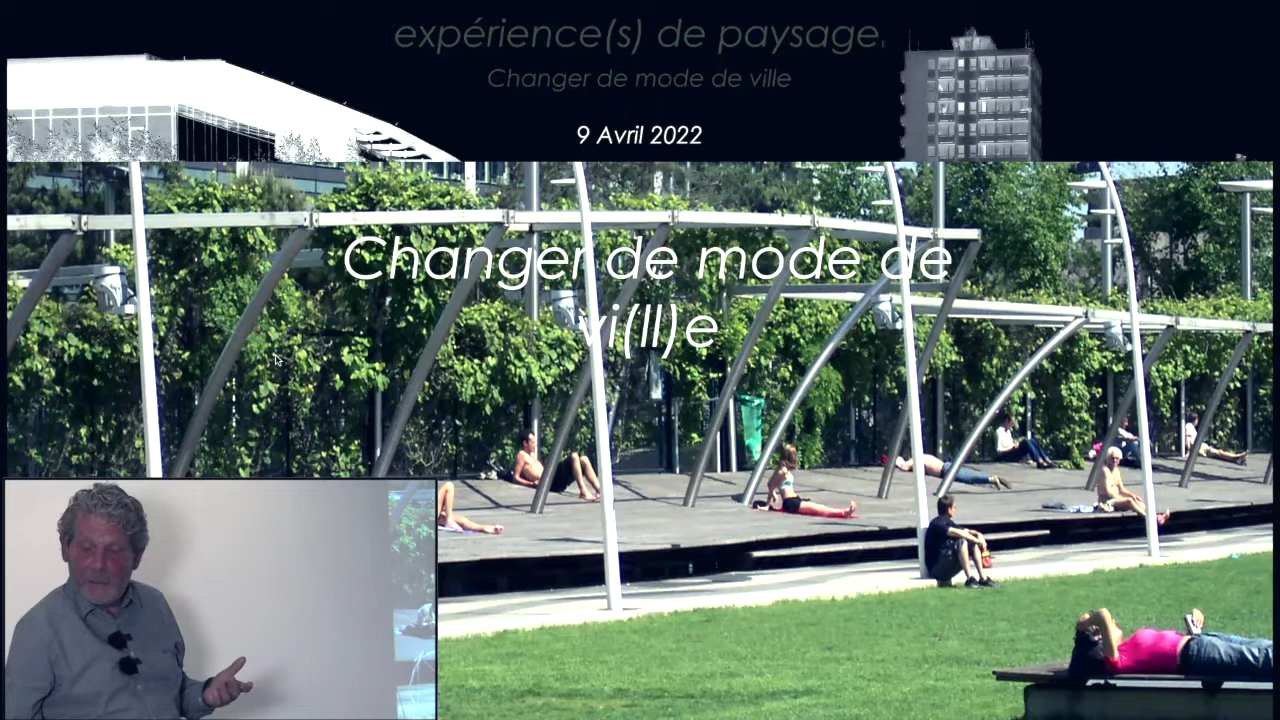 expérience(s) de paysage
Changer de mode de ville
9 Avril 2022
Changer de mode de
vi(ll)e